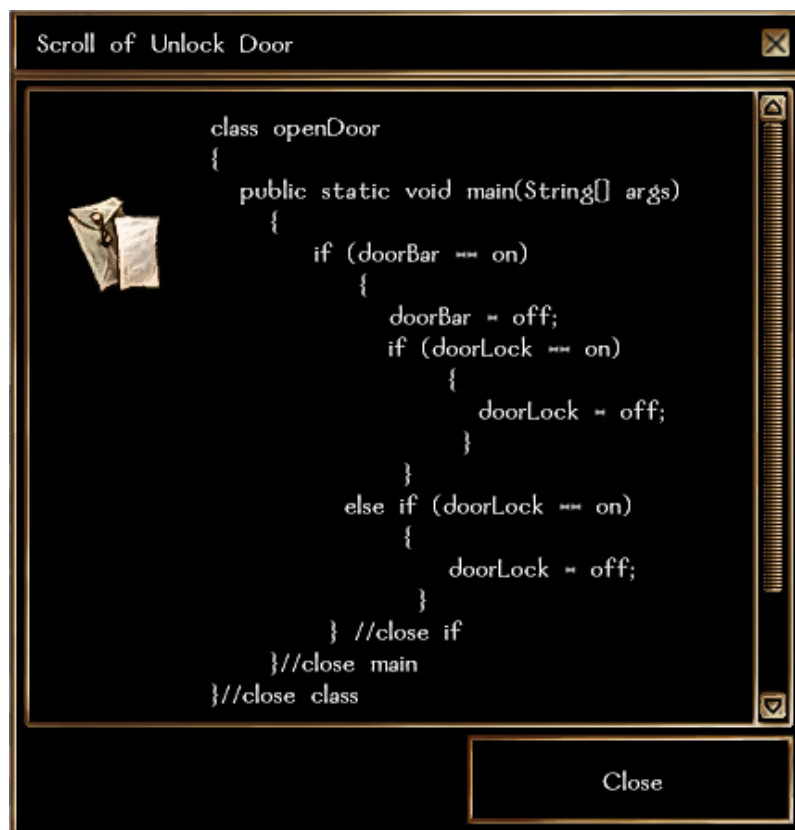 Scroll of Unlock Door
class openDoor
{
public static void main(String[] args)
{
if (doorBar == on)
{
doorBar = off;
if (doorLock == on)
{
doorLock = off;
}
}
else if (doorLock == on)
{
doorLock = off;
}
} //close if
}//close main
}//close class
Close